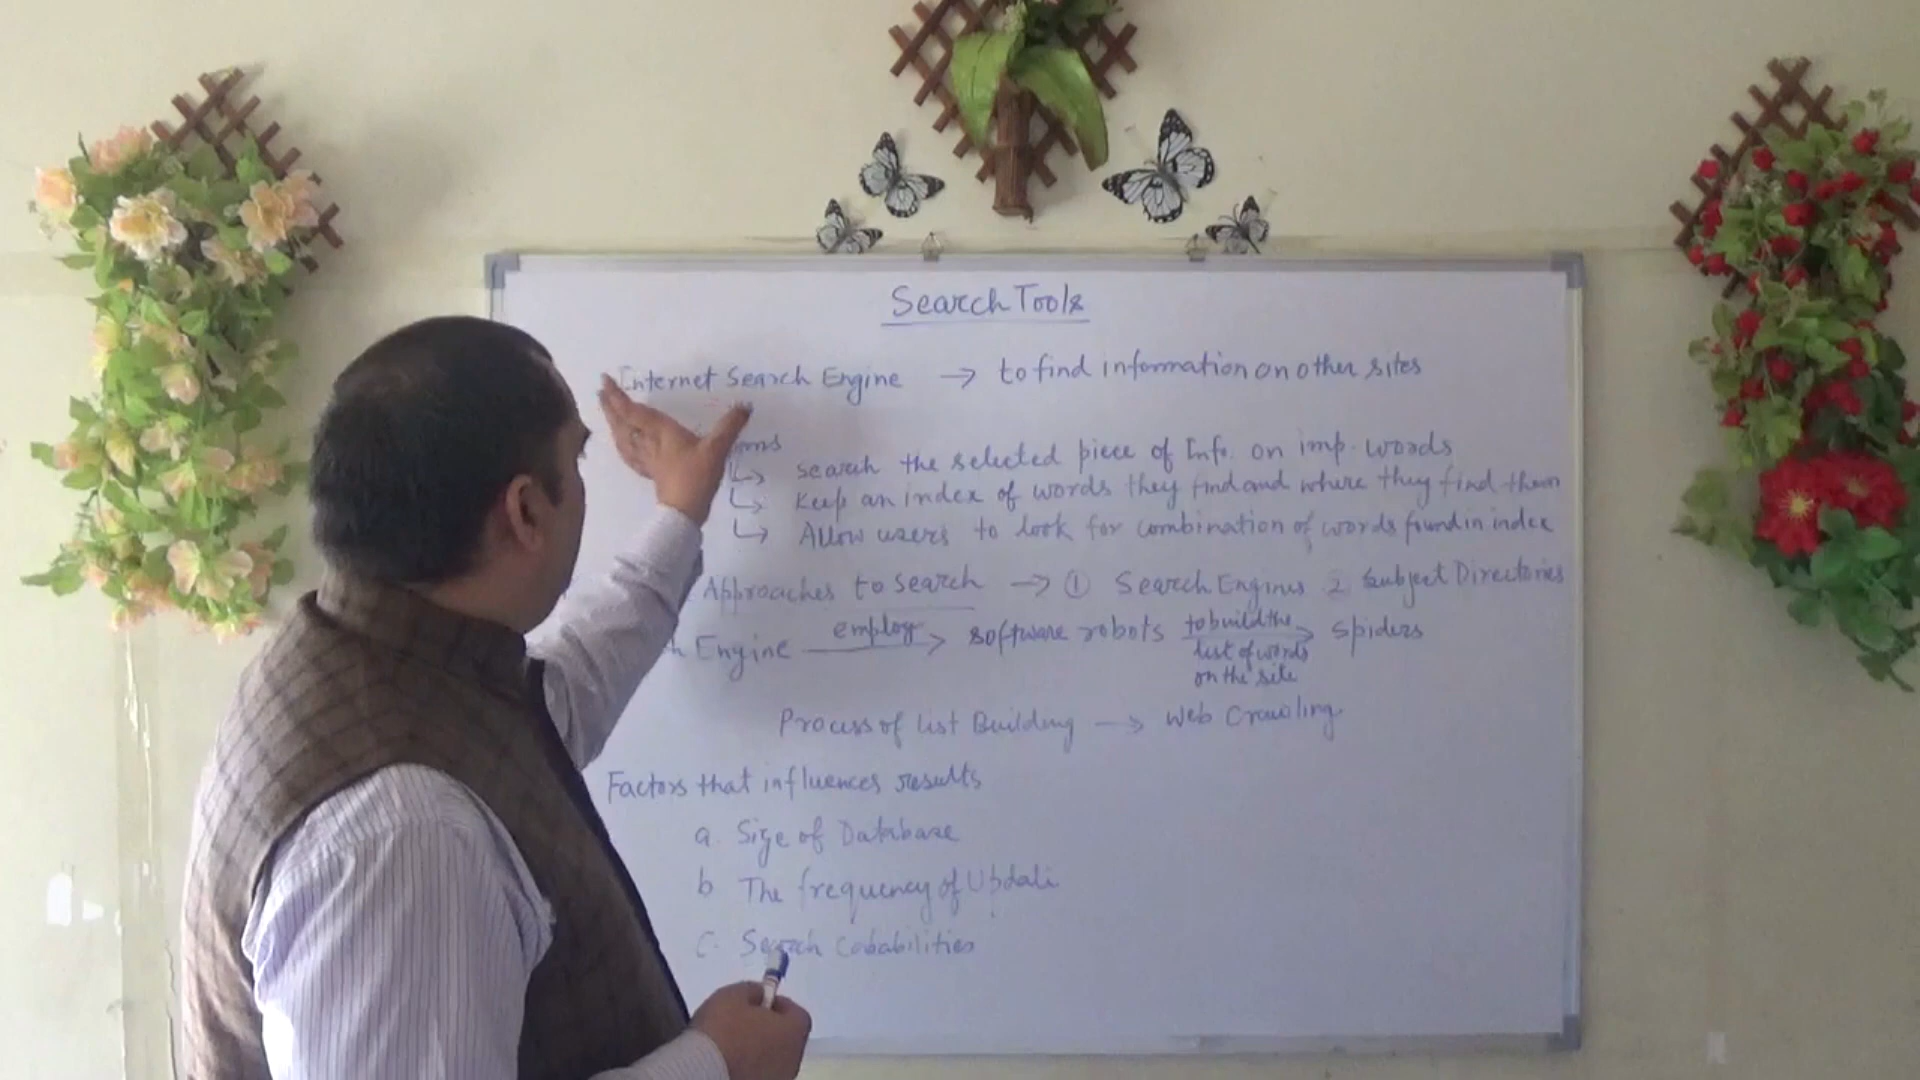 Search Tools
Internet Search Engine → to find information on other sites
↳ search the selected piece of Info. on imp. words
↳ Keep an index of words they find and where they find them
↳ Allow users to look for combination of words found in index
Approaches to search → ① Search Engines 2 Subject Directories
Engine employ → software robots to build the list of words on the site → spiders
Process of list Building → Web Crawling
Factors that influences results
a. Size of Database
b The frequency of Update
C. Search Capabilities